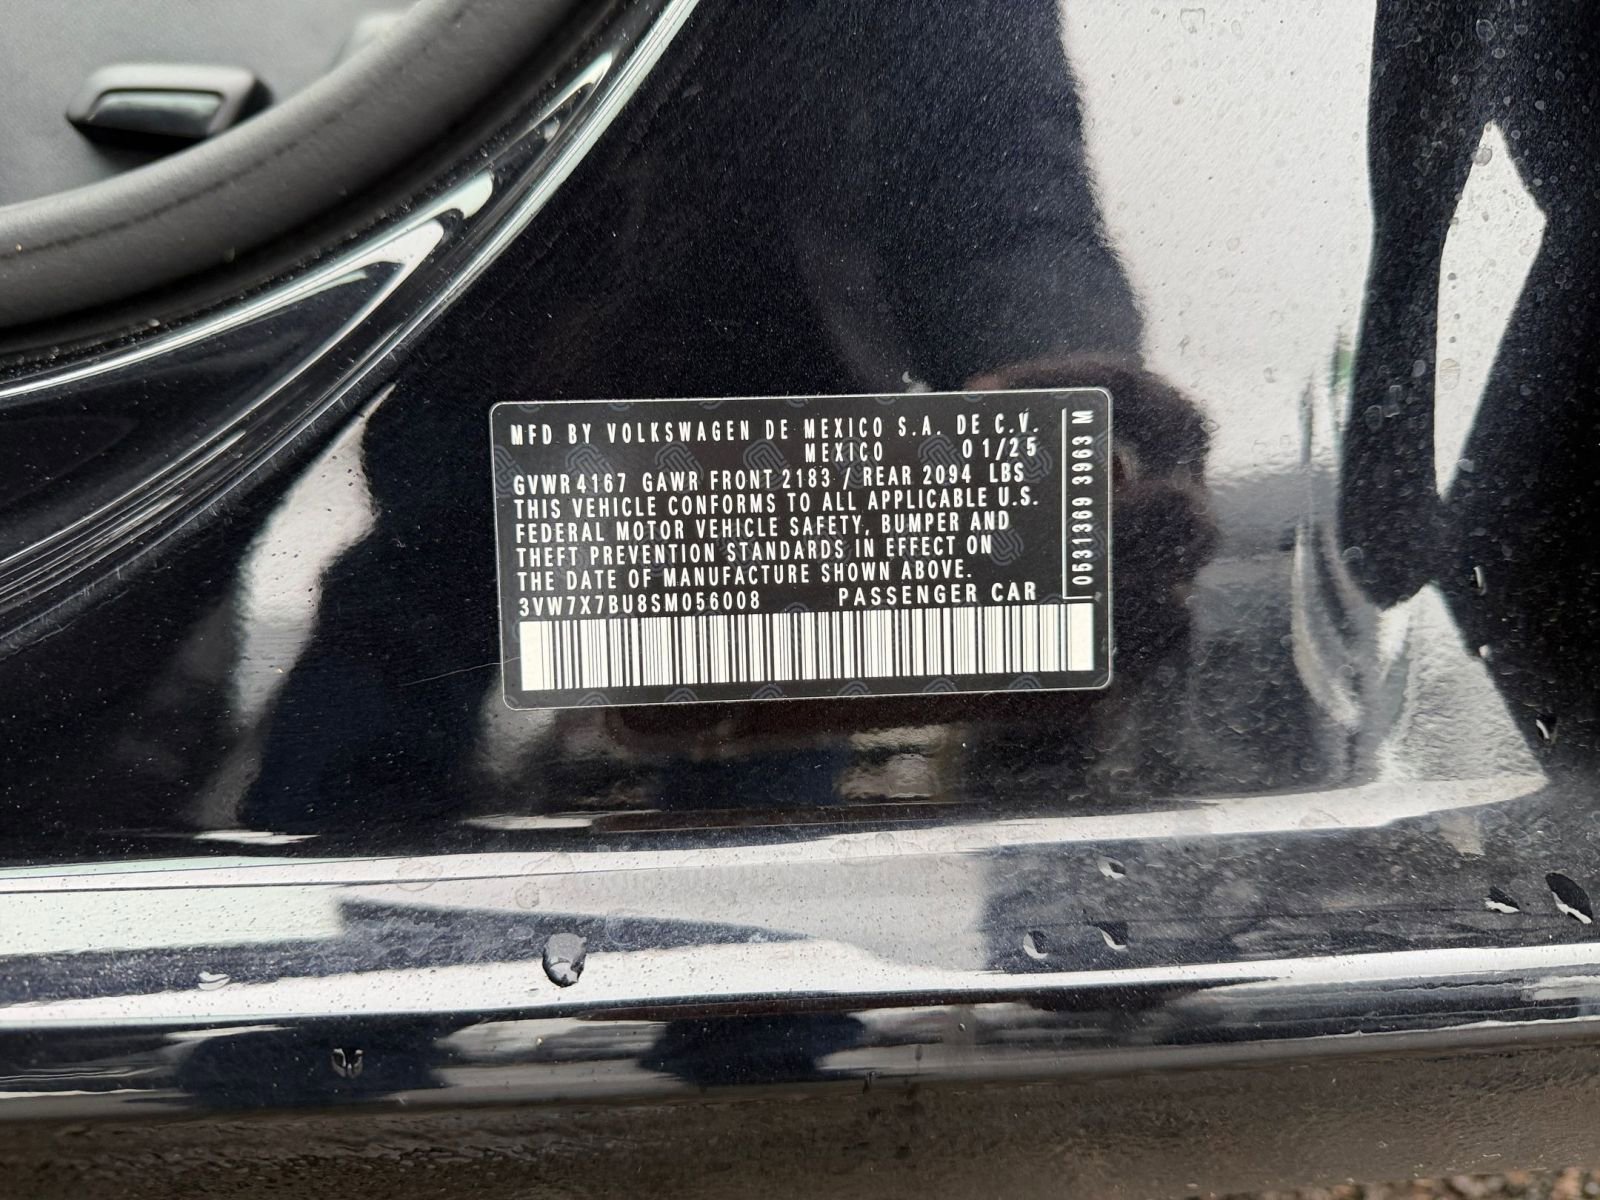 MFD BY VOLKSWAGEN DE MEXICO S.A. DE C.V.
MEXICO 01/25
GVWR 4167 GAWR FRONT 2183 / REAR 2094 LBS
THIS VEHICLE CONFORMS TO ALL APPLICABLE U.S.
FEDERAL MOTOR VEHICLE SAFETY, BUMPER AND
THEFT PREVENTION STANDARDS IN EFFECT ON
THE DATE OF MANUFACTURE SHOWN ABOVE.
3VW7X7BU8SM056008 PASSENGER CAR
0531369 3963 M